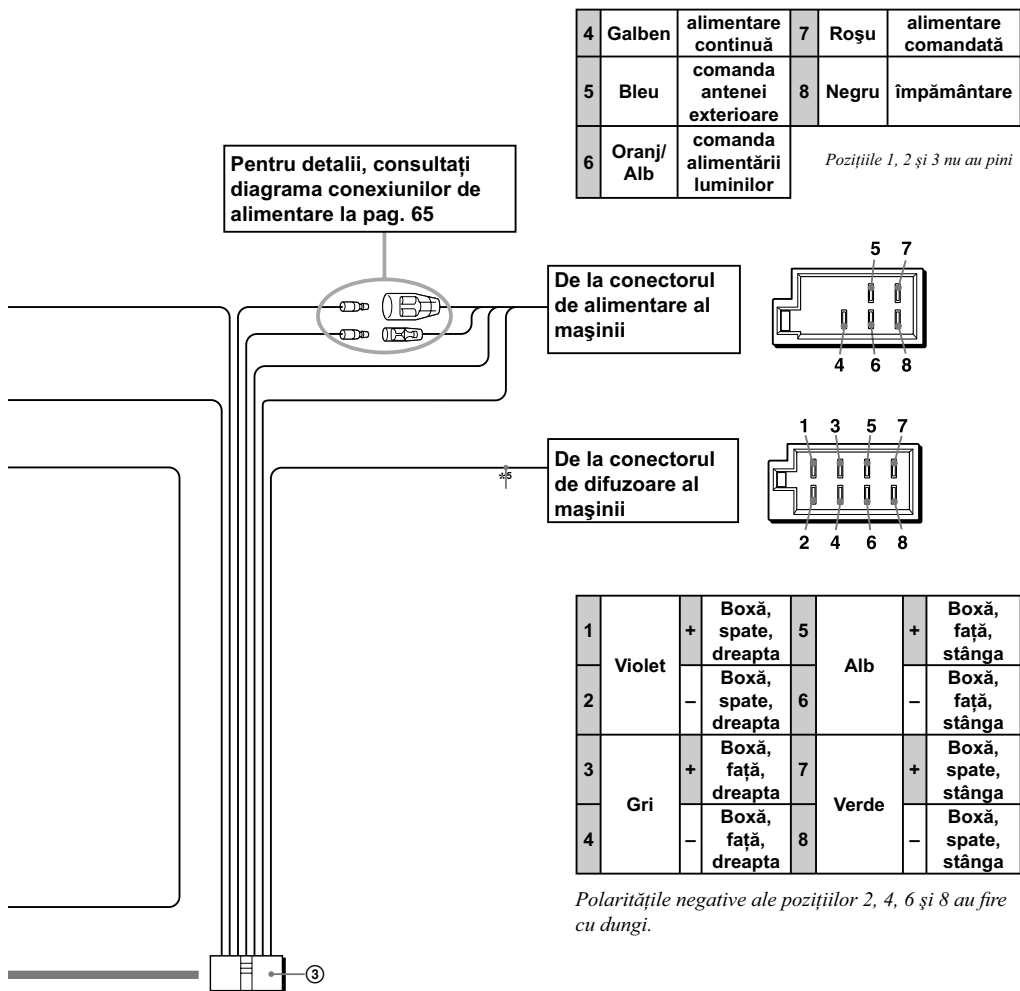 4 Galben alimentare continuă 7 Roşu alimentare comandată
5 Bleu comanda antenei exterioare 8 Negru împământare
6 Oranj/ Alb comanda alimentării luminilor
Poziţiile 1, 2 şi 3 nu au pini
Pentru detalii, consultaţi
diagrama conexiunilor de
alimentare la pag. 65
De la conectorul
de alimentare al
maşinii
5 7
4 6 8
De la conectorul
de difuzoare al
maşinii
*5
1 3 5 7
2 4 6 8
1 Violet + Boxă, spate, dreapta 5 Alb + Boxă, faţă, stânga
2 – Boxă, spate, dreapta 6 – Boxă, faţă, stânga
3 Gri + Boxă, faţă, dreapta 7 Verde + Boxă, spate, stânga
4 – Boxă, faţă, dreapta 8 – Boxă, spate, stânga
Polarităţile negative ale poziţiilor 2, 4, 6 şi 8 au fire
cu dungi.
③